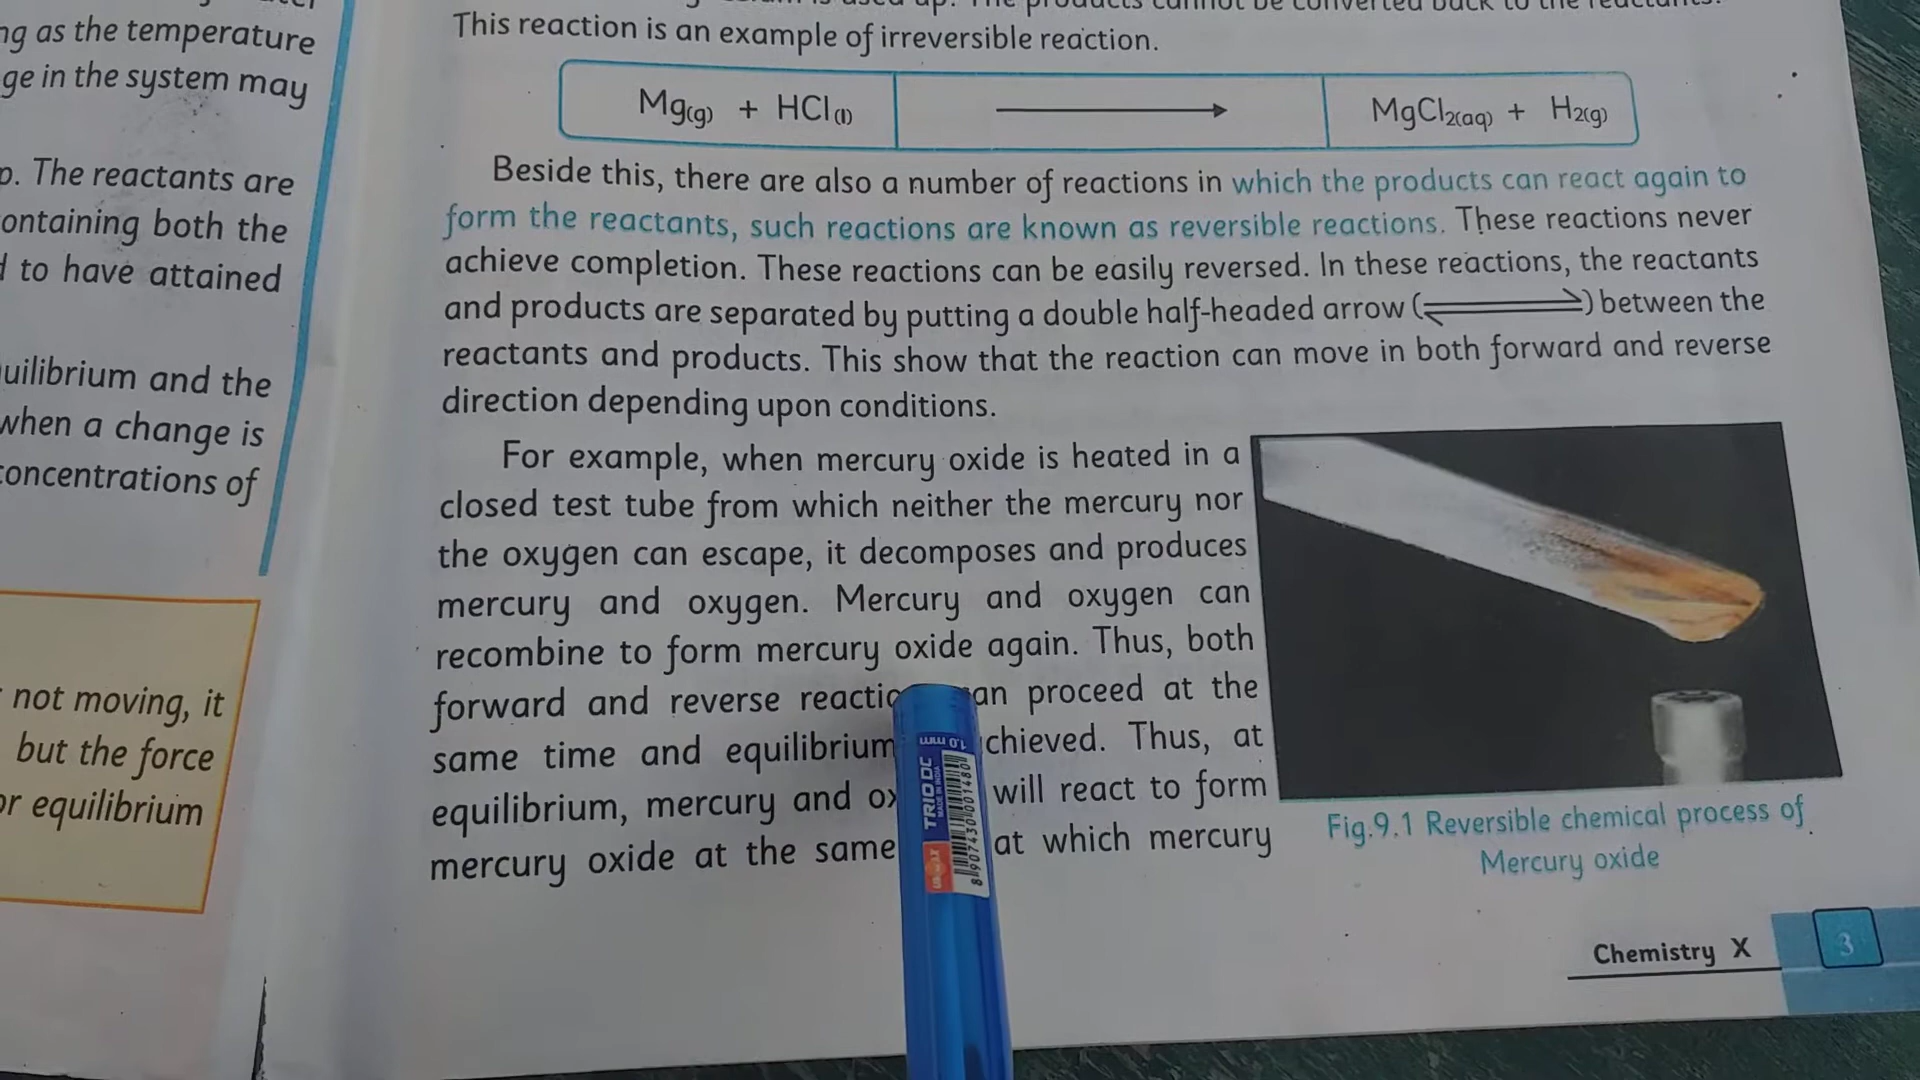 ng as the temperature
ge in the system may
p. The reactants are
containing both the
d to have attained
uilibrium and the
when a change is
concentrations of
not moving, it
but the force
or equilibrium
This reaction is an example of irreversible reaction.
Mg(g) + HCl(l) → MgCl2(aq) + H2(g)
Beside this, there are also a number of reactions in which the products can react again to
form the reactants, such reactions are known as reversible reactions. These reactions never
achieve completion. These reactions can be easily reversed. In these reactions, the reactants
and products are separated by putting a double half-headed arrow (⇌) between the
reactants and products. This show that the reaction can move in both forward and reverse
direction depending upon conditions.
For example, when mercury oxide is heated in a
closed test tube from which neither the mercury nor
the oxygen can escape, it decomposes and produces
mercury and oxygen. Mercury and oxygen can
recombine to form mercury oxide again. Thus, both
forward and reverse reactio an proceed at the
same time and equilibrium chieved. Thus, at
equilibrium, mercury and ox will react to form
mercury oxide at the same at which mercury
Fig.9.1 Reversible chemical process of
Mercury oxide
Chemistry X 3
1.0 mm
TRIO DC
MADE IN INDIA
8907430001480